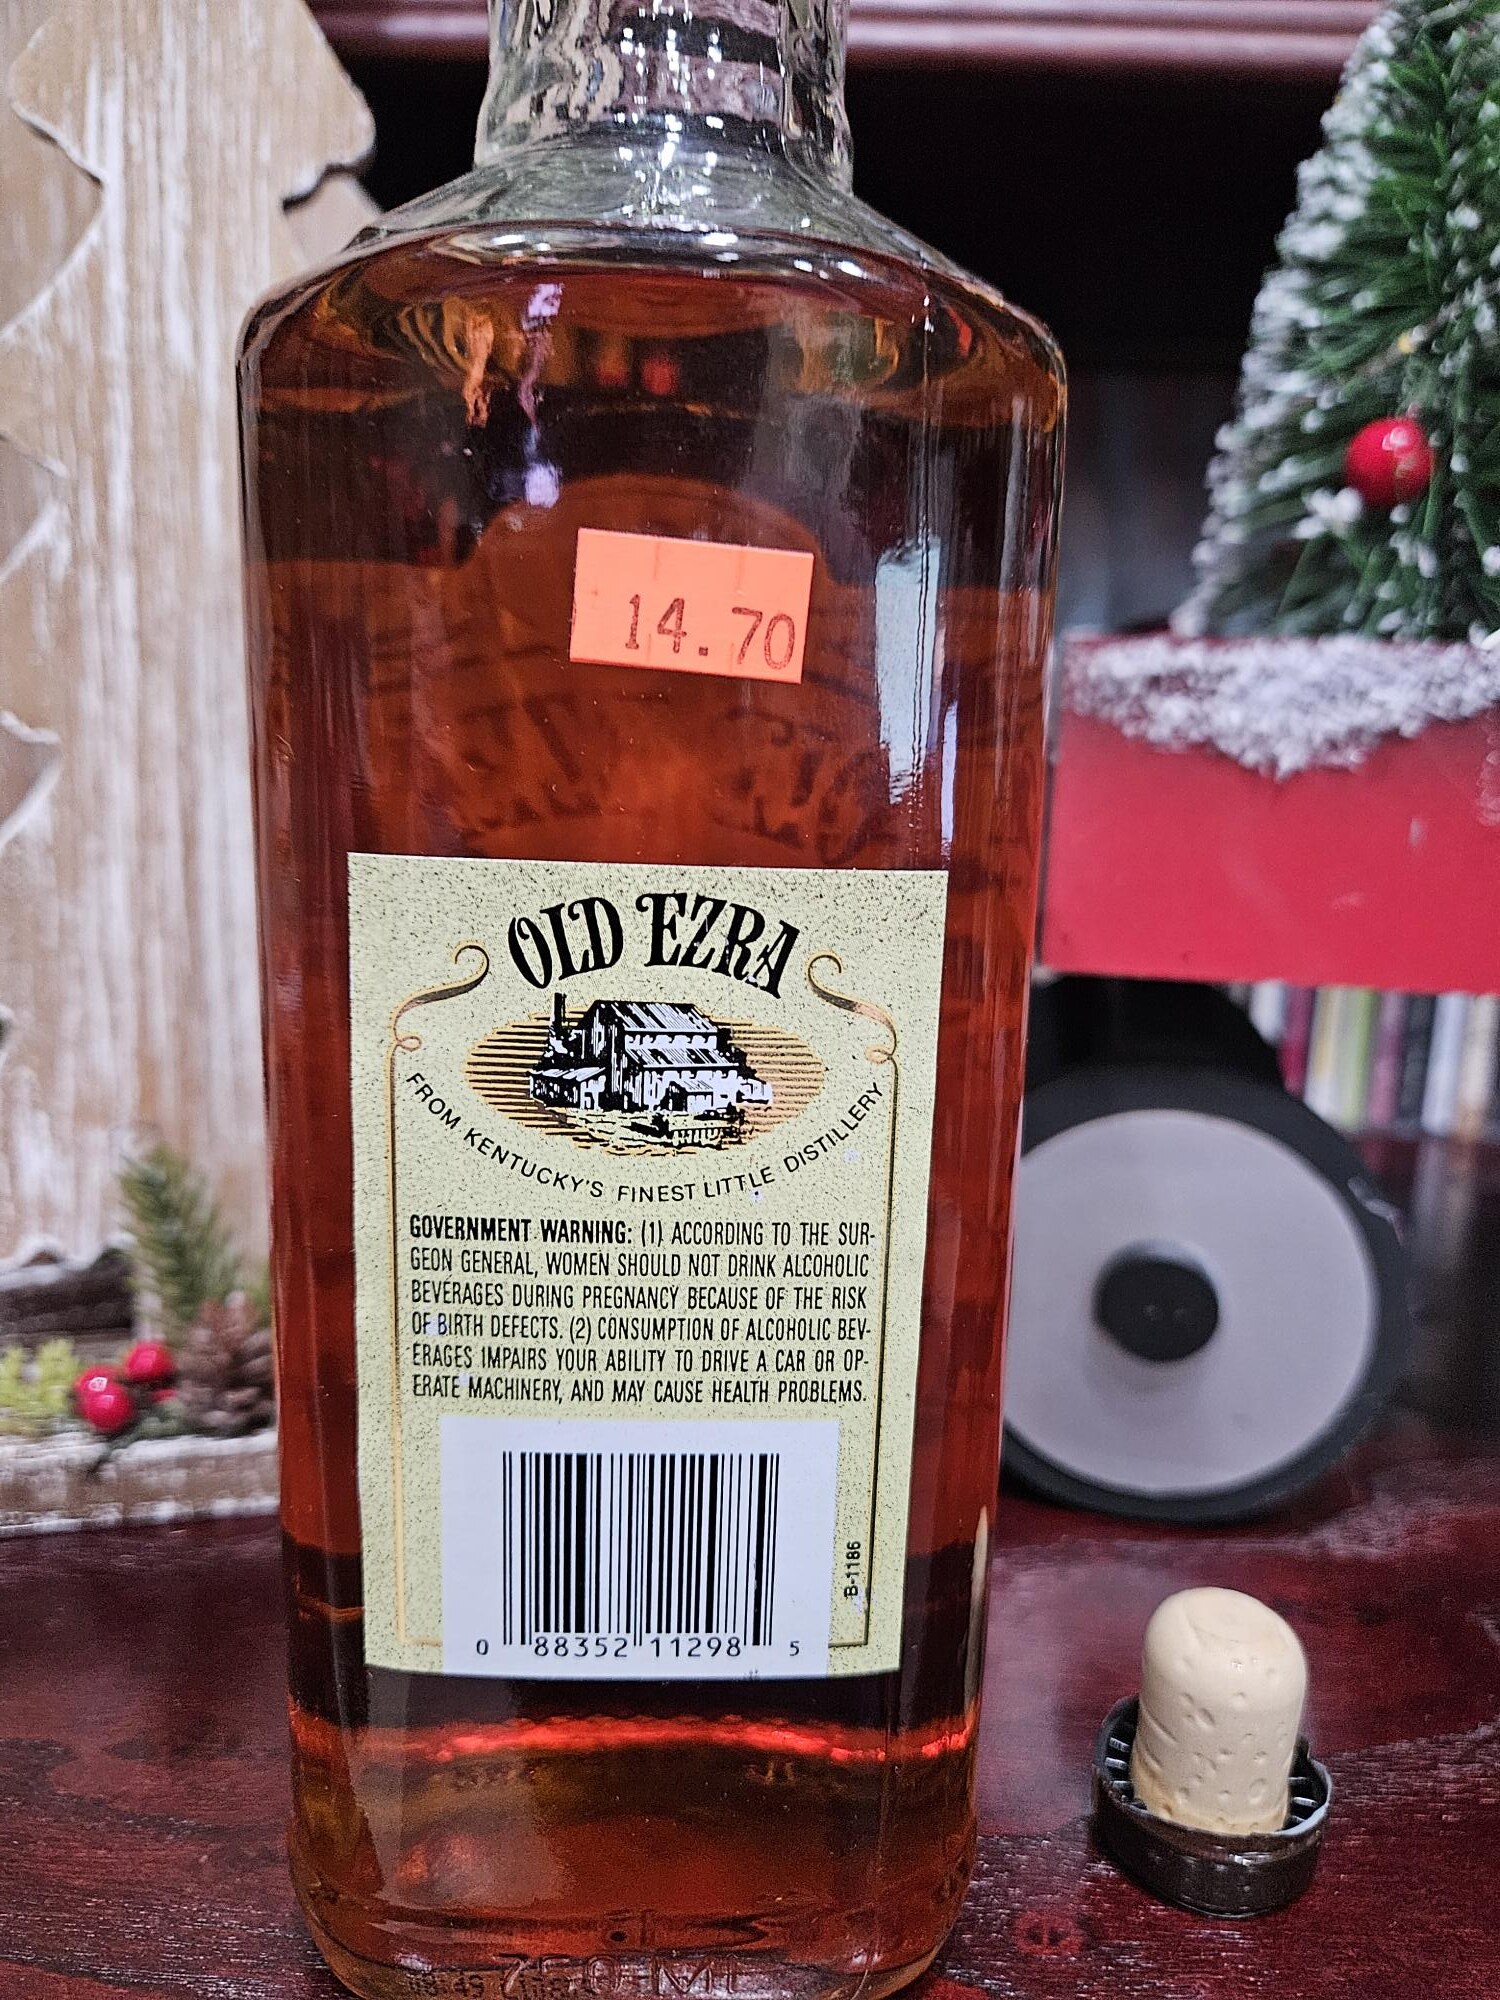 14.70
OLD EZRA
FROM KENTUCKY'S FINEST LITTLE DISTILLERY
GOVERNMENT WARNING: (1) ACCORDING TO THE SUR-
GEON GENERAL, WOMEN SHOULD NOT DRINK ALCOHOLIC
BEVERAGES DURING PREGNANCY BECAUSE OF THE RISK
OF BIRTH DEFECTS. (2) CONSUMPTION OF ALCOHOLIC BEV-
ERAGES IMPAIRS YOUR ABILITY TO DRIVE A CAR OR OP-
ERATE MACHINERY, AND MAY CAUSE HEALTH PROBLEMS.
B-1186
0 88352 11298 5
750 Ml